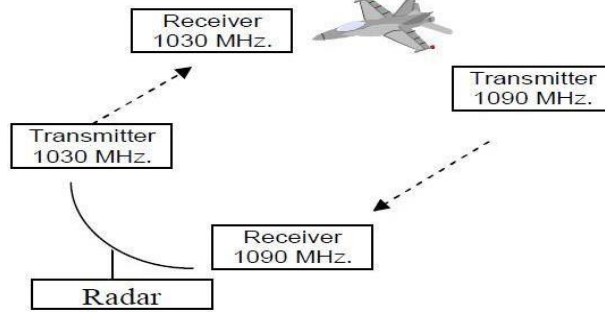 Receiver
1030 MHz.
Transmitter
1090 MHz.
Transmitter
1030 MHz.
Receiver
1090 MHz.
Radar